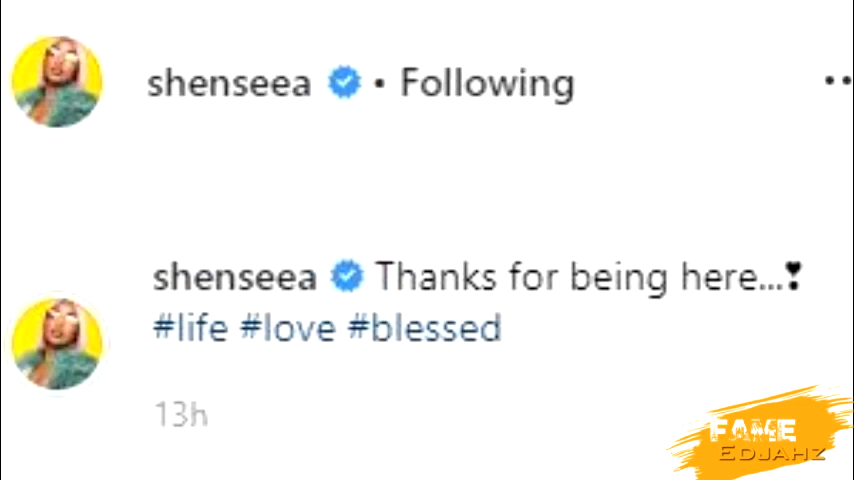 shenseea • Following
shenseea Thanks for being here...❣
#life #love #blessed
13h
FAME
EDJAHZ